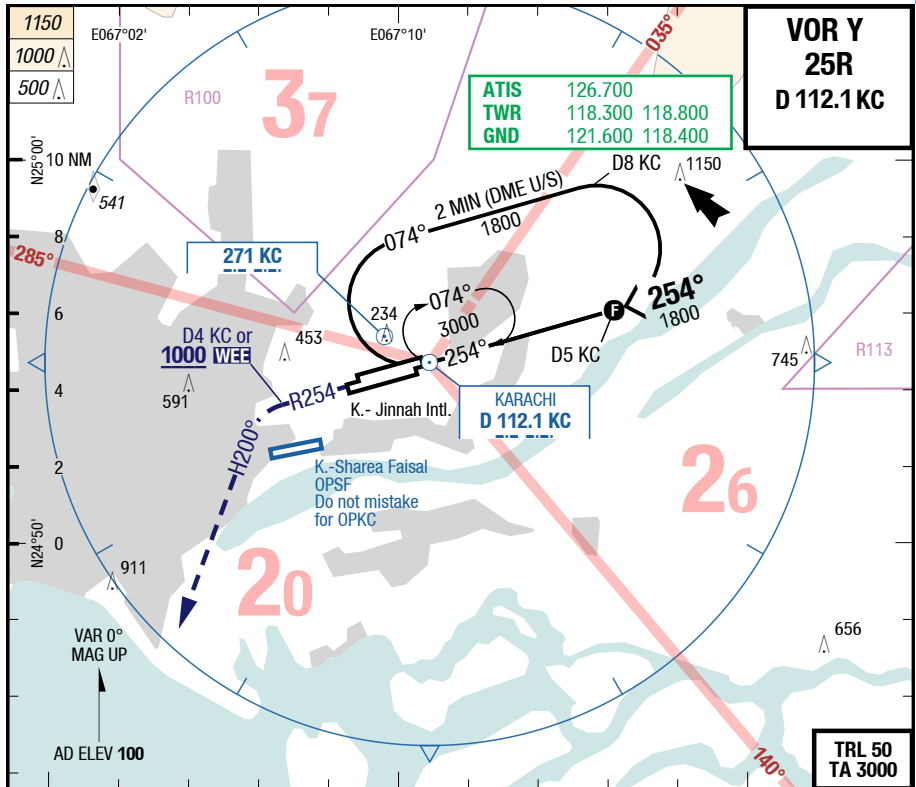 1150
1000
500
E067°02'
E067°10'
VOR Y
25R
D 112.1 KC
ATIS 126.700
TWR 118.300 118.800
GND 121.600 118.400
R100
37
035°
N25°00'
10 NM
541
D8 KC
1150
2 MIN (DME U/S)
1800
074°
8
285°
271 KC
074°
3000
254°
234
254°
1800
6
D4 KC or
1000 WEE
453
D5 KC
745
R113
591
4
R254
K.- Jinnah Intl.
KARACHI
D 112.1 KC
H200°
K.-Sharea Faisal
OPSF
Do not mistake
for OPKC
2
26
N24°50'
0
911
20
VAR 0°
MAG UP
656
AD ELEV 100
140°
TRL 50
TA 3000